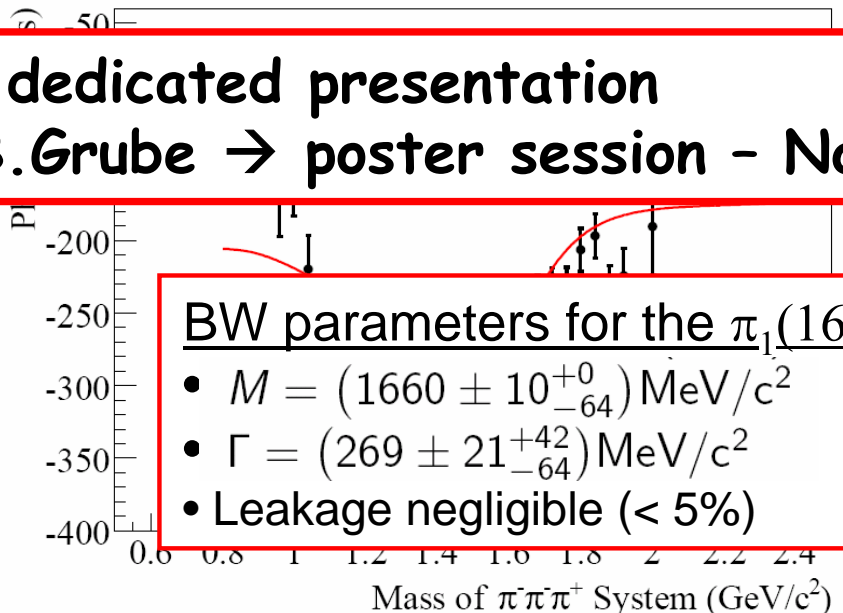 -50
dedicated presentation
.Grube → poster session – No
-200
-250
-300
-350
-400
BW parameters for the π₁(16
• M = (1660 ± 10 +0 −64) MeV/c²
• Γ = (269 ± 21 +42 −64) MeV/c²
• Leakage negligible (< 5%)
0.6 0.8 1 1.2 1.4 1.6 1.8 2 2.2 2.4
Mass of π⁻π⁻π⁺ System (GeV/c²)